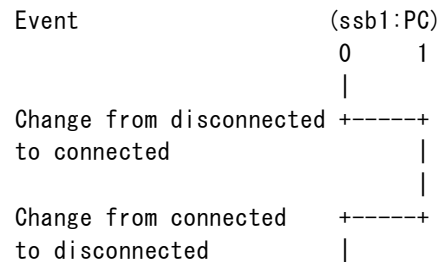 Event                    (ssb1:PC)
                          0     1
                          |
Change from disconnected  +-----+
to connected                    |
                                |
Change from connected     +-----+
to disconnected           |